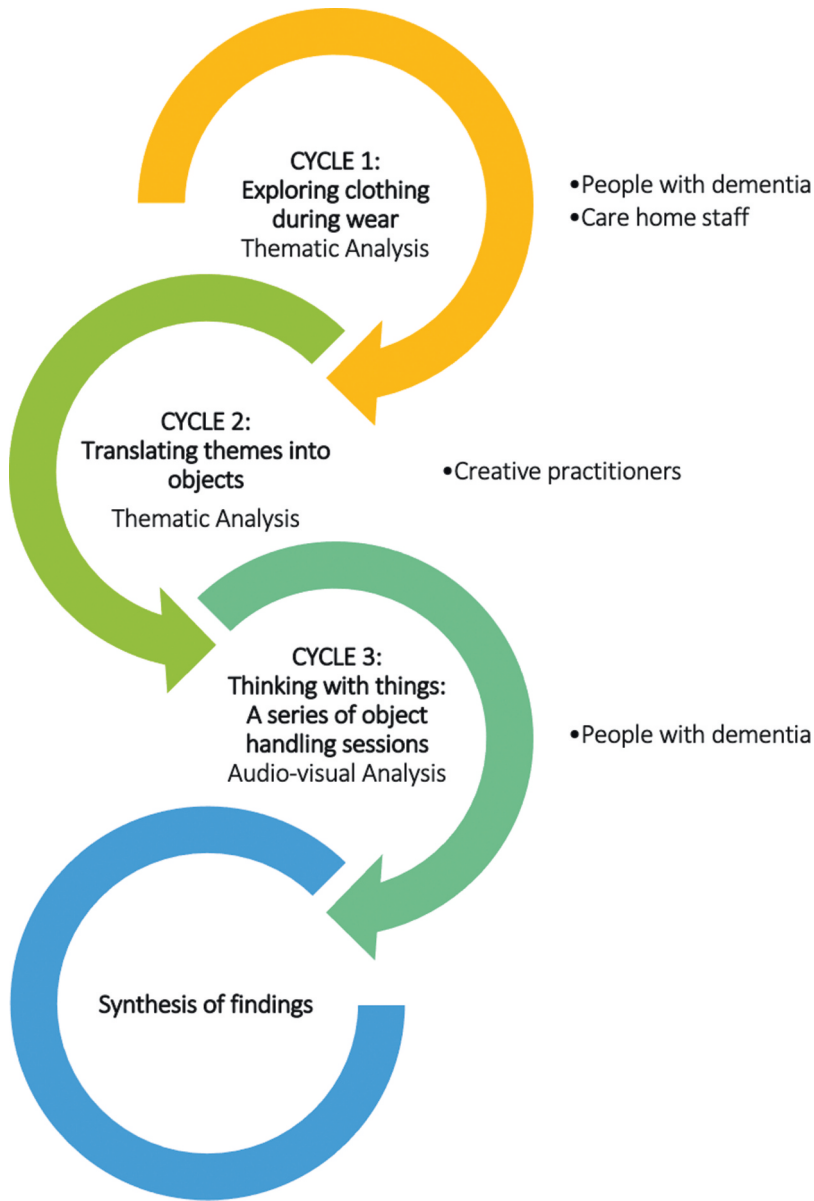 CYCLE 1:
Exploring clothing
during wear
Thematic Analysis
•People with dementia
•Care home staff
CYCLE 2:
Translating themes into
objects
Thematic Analysis
•Creative practitioners
CYCLE 3:
Thinking with things:
A series of object
handling sessions
Audio-visual Analysis
•People with dementia
Synthesis of findings